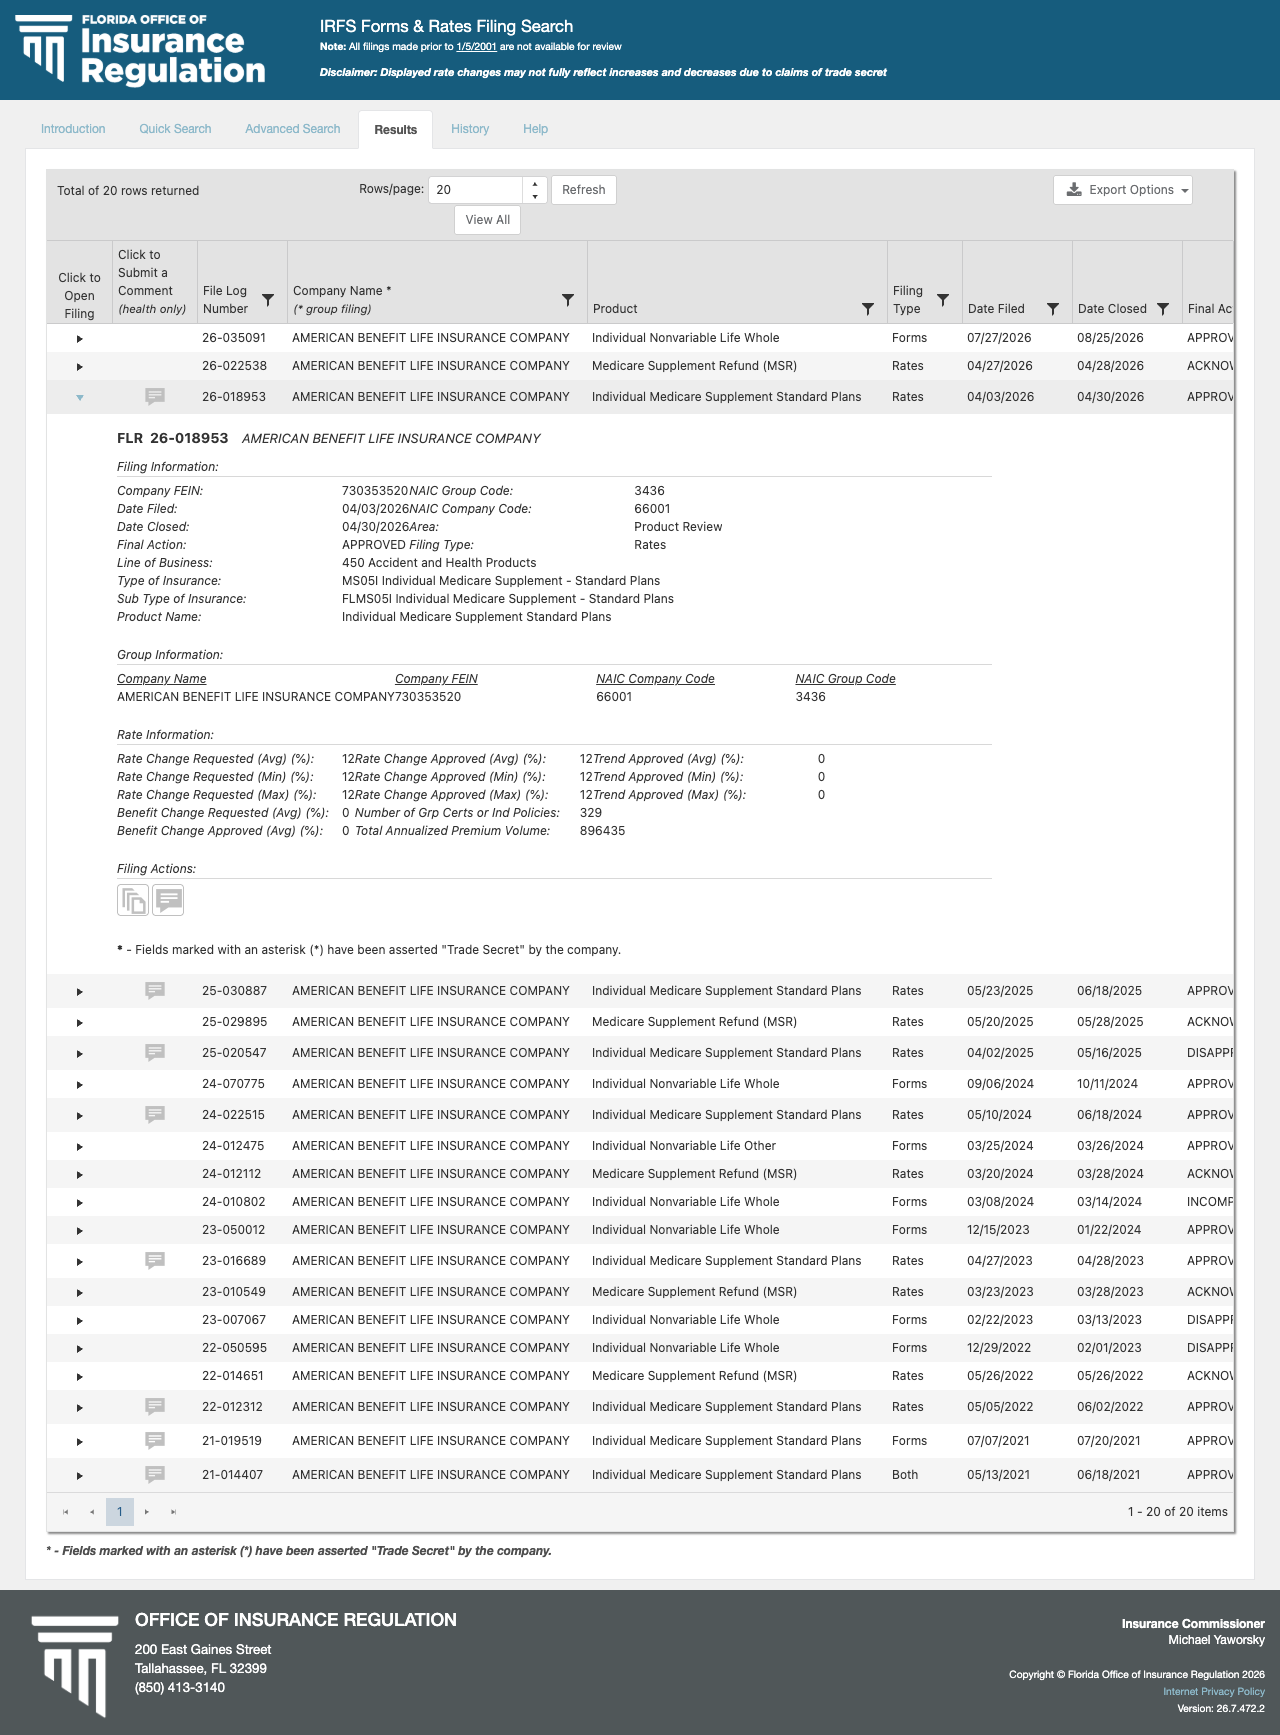 FLORIDA OFFICE OF
Insurance
Regulation
IRFS Forms & Rates Filing Search
Note: All filings made prior to 1/5/2001 are not available for review
Disclaimer: Displayed rate changes may not fully reflect increases and decreases due to claims of trade secret
Introduction Quick Search Advanced Search Results History Help
Total of 20 rows returned Rows/page: 20 Refresh Export Options
View All
Click to Open Filing Click to Submit a Comment (health only) File Log Number Company Name * (* group filing) Product Filing Type Date Filed Date Closed Final Ac
26-035091 AMERICAN BENEFIT LIFE INSURANCE COMPANY Individual Nonvariable Life Whole Forms 07/27/2026 08/25/2026 APPROV
26-022538 AMERICAN BENEFIT LIFE INSURANCE COMPANY Medicare Supplement Refund (MSR) Rates 04/27/2026 04/28/2026 ACKNOW
26-018953 AMERICAN BENEFIT LIFE INSURANCE COMPANY Individual Medicare Supplement Standard Plans Rates 04/03/2026 04/30/2026 APPROV
FLR 26-018953 AMERICAN BENEFIT LIFE INSURANCE COMPANY
Filing Information:
Company FEIN: 730353520 NAIC Group Code: 3436
Date Filed: 04/03/2026 NAIC Company Code: 66001
Date Closed: 04/30/2026 Area: Product Review
Final Action: APPROVED Filing Type: Rates
Line of Business: 450 Accident and Health Products
Type of Insurance: MS05I Individual Medicare Supplement - Standard Plans
Sub Type of Insurance: FLMS05I Individual Medicare Supplement - Standard Plans
Product Name: Individual Medicare Supplement Standard Plans
Group Information:
Company Name Company FEIN NAIC Company Code NAIC Group Code
AMERICAN BENEFIT LIFE INSURANCE COMPANY 730353520 66001 3436
Rate Information:
Rate Change Requested (Avg) (%): 12 Rate Change Approved (Avg) (%): 12 Trend Approved (Avg) (%): 0
Rate Change Requested (Min) (%): 12 Rate Change Approved (Min) (%): 12 Trend Approved (Min) (%): 0
Rate Change Requested (Max) (%): 12 Rate Change Approved (Max) (%): 12 Trend Approved (Max) (%): 0
Benefit Change Requested (Avg) (%): 0 Number of Grp Certs or Ind Policies: 329
Benefit Change Approved (Avg) (%): 0 Total Annualized Premium Volume: 896435
Filing Actions:
* - Fields marked with an asterisk (*) have been asserted "Trade Secret" by the company.
25-030887 AMERICAN BENEFIT LIFE INSURANCE COMPANY Individual Medicare Supplement Standard Plans Rates 05/23/2025 06/18/2025 APPROV
25-029895 AMERICAN BENEFIT LIFE INSURANCE COMPANY Medicare Supplement Refund (MSR) Rates 05/20/2025 05/28/2025 ACKNOW
25-020547 AMERICAN BENEFIT LIFE INSURANCE COMPANY Individual Medicare Supplement Standard Plans Rates 04/02/2025 05/16/2025 DISAPPR
24-070775 AMERICAN BENEFIT LIFE INSURANCE COMPANY Individual Nonvariable Life Whole Forms 09/06/2024 10/11/2024 APPROV
24-022515 AMERICAN BENEFIT LIFE INSURANCE COMPANY Individual Medicare Supplement Standard Plans Rates 05/10/2024 06/18/2024 APPROV
24-012475 AMERICAN BENEFIT LIFE INSURANCE COMPANY Individual Nonvariable Life Other Forms 03/25/2024 03/26/2024 APPROV
24-012112 AMERICAN BENEFIT LIFE INSURANCE COMPANY Medicare Supplement Refund (MSR) Rates 03/20/2024 03/28/2024 ACKNOW
24-010802 AMERICAN BENEFIT LIFE INSURANCE COMPANY Individual Nonvariable Life Whole Forms 03/08/2024 03/14/2024 INCOMP
23-050012 AMERICAN BENEFIT LIFE INSURANCE COMPANY Individual Nonvariable Life Whole Forms 12/15/2023 01/22/2024 APPROV
23-016689 AMERICAN BENEFIT LIFE INSURANCE COMPANY Individual Medicare Supplement Standard Plans Rates 04/27/2023 04/28/2023 APPROV
23-010549 AMERICAN BENEFIT LIFE INSURANCE COMPANY Medicare Supplement Refund (MSR) Rates 03/23/2023 03/28/2023 ACKNOW
23-007067 AMERICAN BENEFIT LIFE INSURANCE COMPANY Individual Nonvariable Life Whole Forms 02/22/2023 03/13/2023 DISAPPR
22-050595 AMERICAN BENEFIT LIFE INSURANCE COMPANY Individual Nonvariable Life Whole Forms 12/29/2022 02/01/2023 DISAPPR
22-014651 AMERICAN BENEFIT LIFE INSURANCE COMPANY Medicare Supplement Refund (MSR) Rates 05/26/2022 05/26/2022 ACKNOW
22-012312 AMERICAN BENEFIT LIFE INSURANCE COMPANY Individual Medicare Supplement Standard Plans Rates 05/05/2022 06/02/2022 APPROV
21-019519 AMERICAN BENEFIT LIFE INSURANCE COMPANY Individual Medicare Supplement Standard Plans Forms 07/07/2021 07/20/2021 APPROV
21-014407 AMERICAN BENEFIT LIFE INSURANCE COMPANY Individual Medicare Supplement Standard Plans Both 05/13/2021 06/18/2021 APPROV
1 1 - 20 of 20 items
* - Fields marked with an asterisk (*) have been asserted "Trade Secret" by the company.
OFFICE OF INSURANCE REGULATION
200 East Gaines Street
Tallahassee, FL 32399
(850) 413-3140
Insurance Commissioner
Michael Yaworsky
Copyright © Florida Office of Insurance Regulation 2026
Internet Privacy Policy
Version: 26.7.472.2